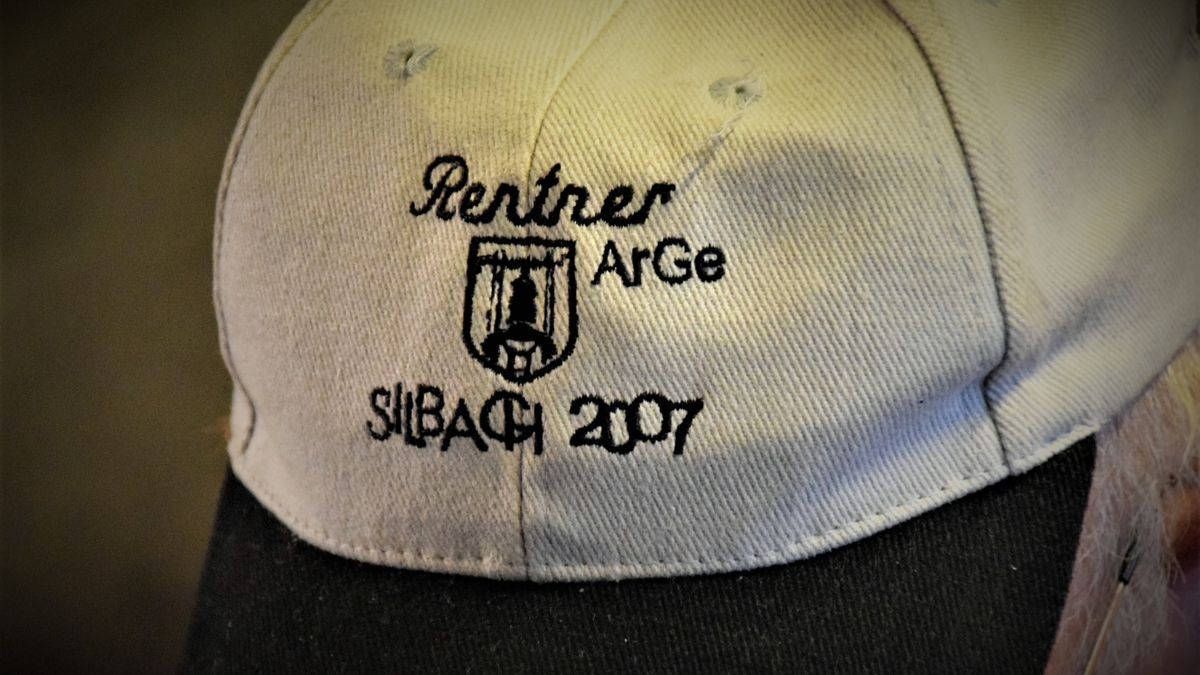 Rentner
ArGe
SILBACH 2007